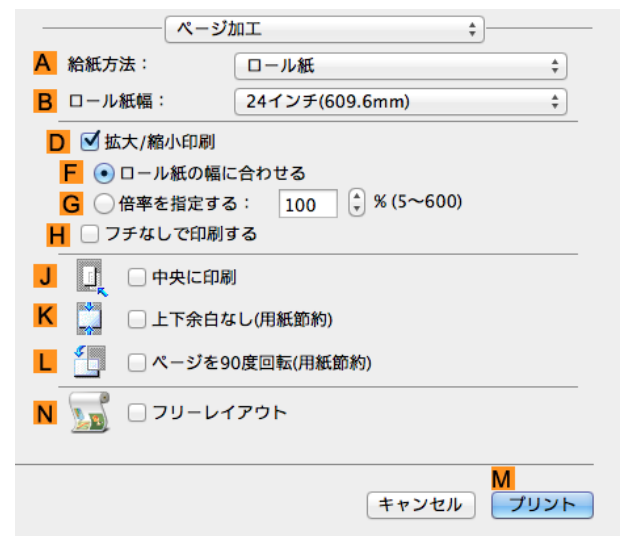 ページ加工
A 給紙方法： ロール紙
B ロール紙幅： 24インチ(609.6mm)
D 拡大/縮小印刷
F ロール紙の幅に合わせる
G 倍率を指定する： 100 % (5～600)
H フチなしで印刷する
J 中央に印刷
K 上下余白なし(用紙節約)
L ページを90度回転(用紙節約)
N フリーレイアウト
M
キャンセル プリント